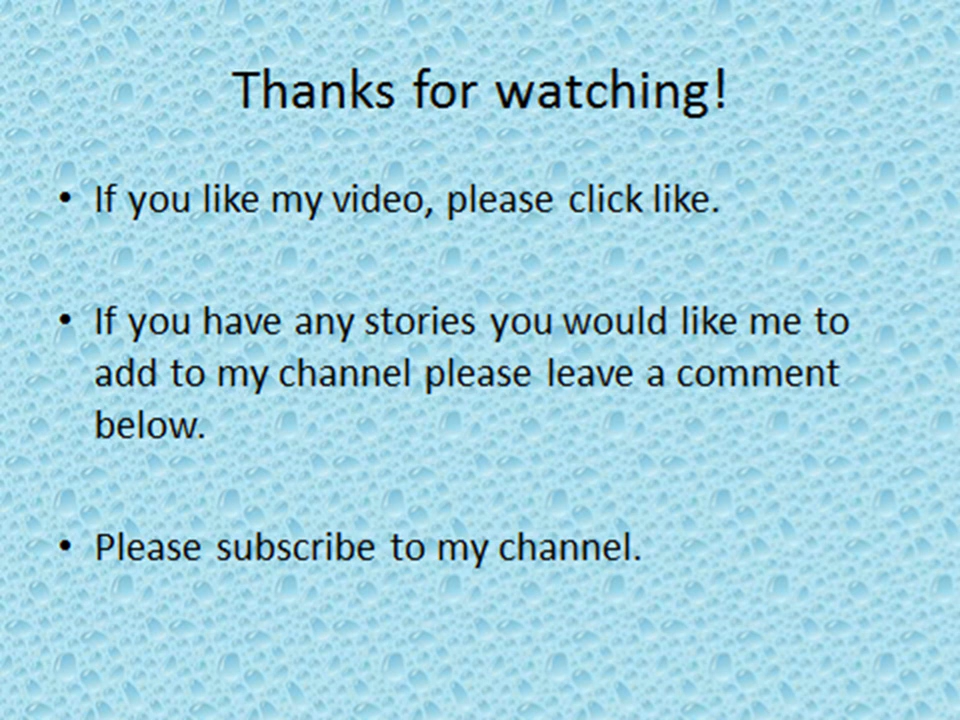 Thanks for watching!
• If you like my video, please click like.
• If you have any stories you would like me to
add to my channel please leave a comment
below.
• Please subscribe to my channel.